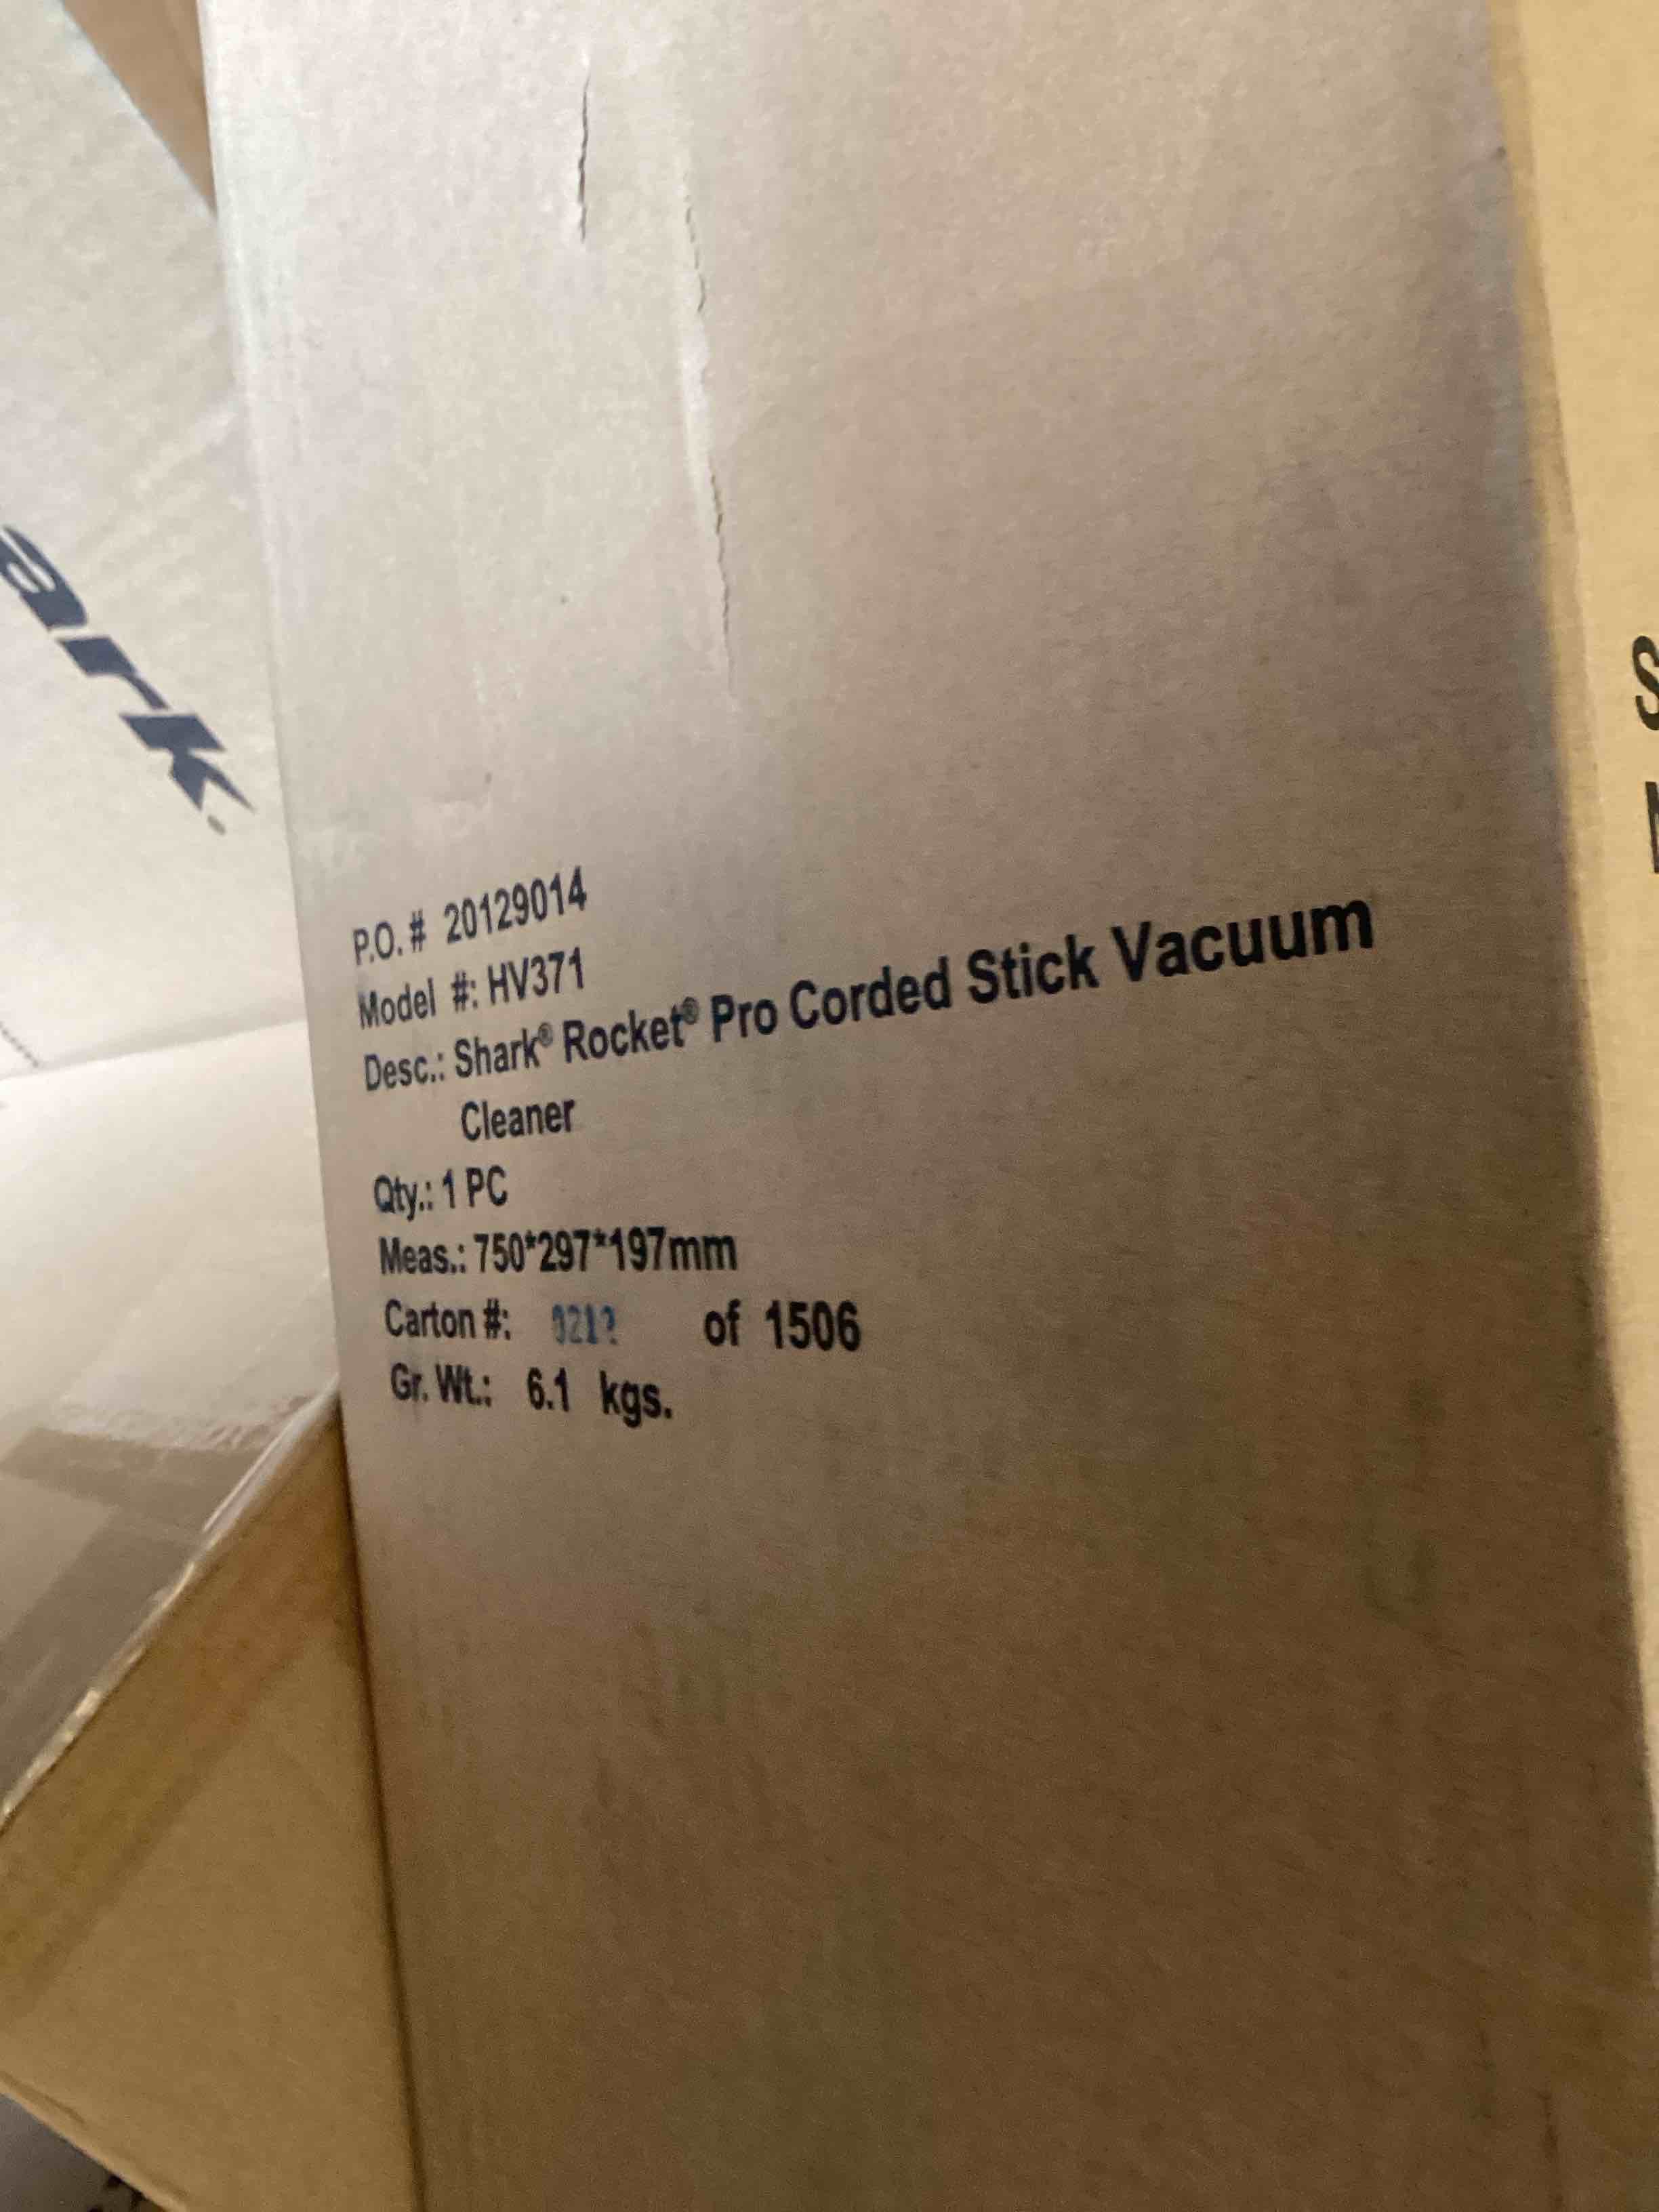 ark.
P.O. # 20129014
Model #: HV371
Desc.: Shark® Rocket® Pro Corded Stick Vacuum
Cleaner
Qty.: 1 PC
Meas.: 750*297*197mm
Carton #: of 1506
Gr. Wt.: 6.1 kgs.
S